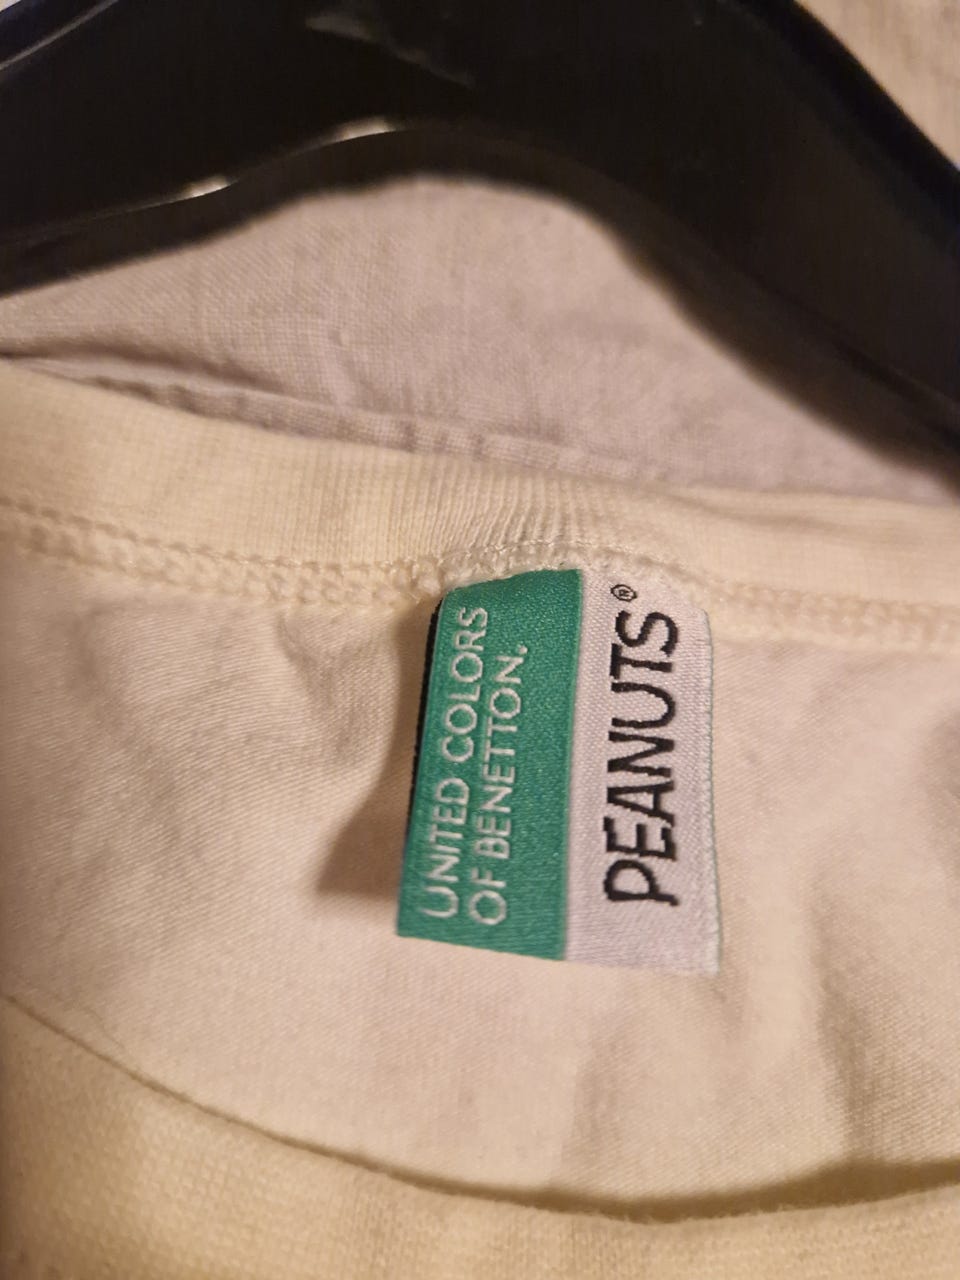 UNITED COLORS
OF BENETTON.
PEANUTS®